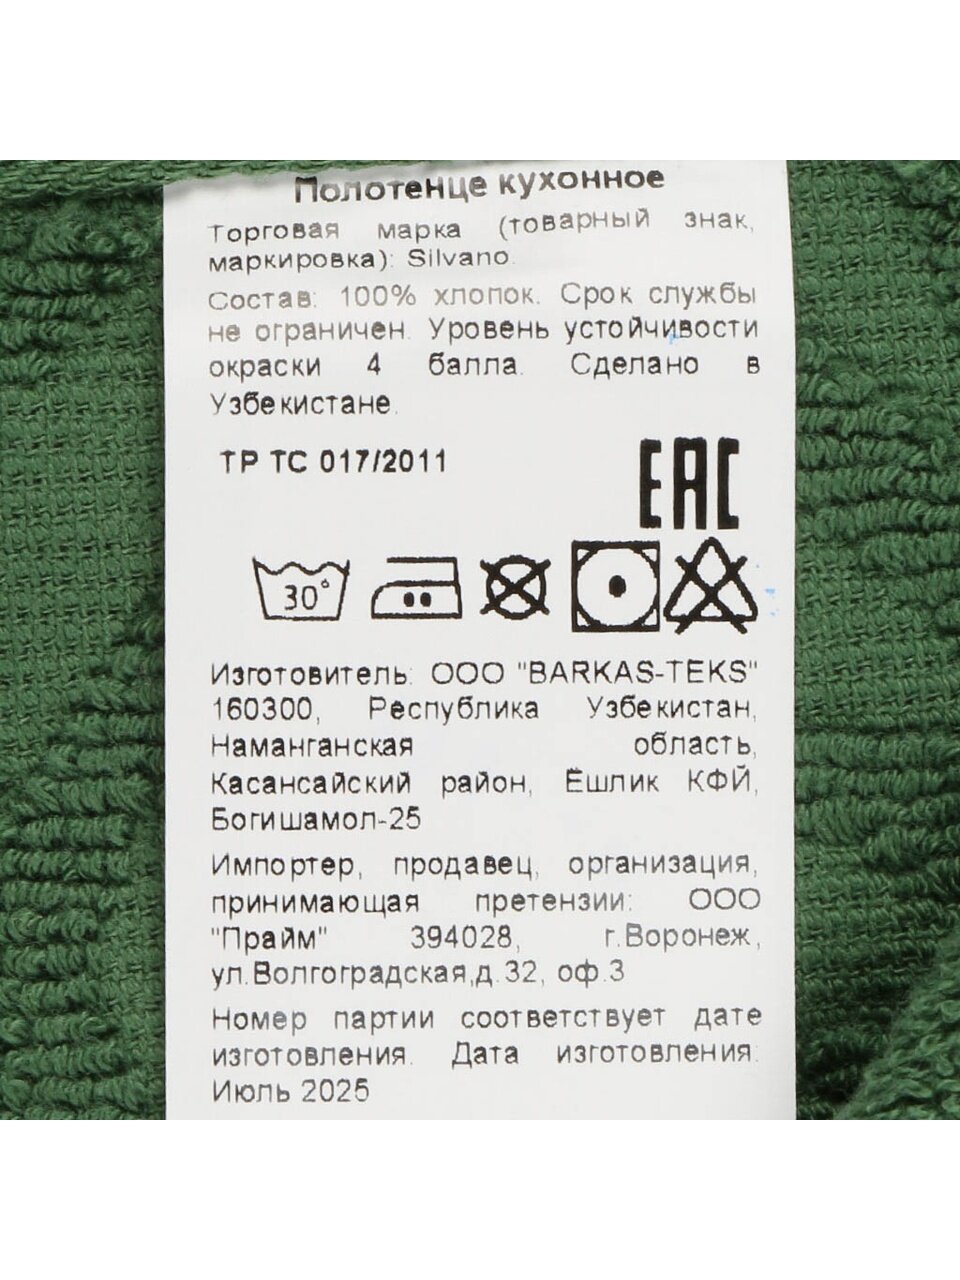 Полотенце кухонное
Торговая марка (товарный знак,
маркировка): Silvano.
Состав: 100% хлопок. Срок службы
не ограничен. Уровень устойчивости
окраски 4 балла. Сделано в
Узбекистане.
ТР ТС 017/2011
EAC
30°
Изготовитель: ООО "BARKAS-TEKS"
160300, Республика Узбекистан,
Наманганская область,
Касансайский район, Ёшлик КФЙ,
Богишамол-25
Импортер, продавец, организация,
принимающая претензии: ООО
"Прайм" 394028, г.Воронеж,
ул.Волгоградская,д.32, оф.3
Номер партии соответствует дате
изготовления. Дата изготовления:
Июль 2025